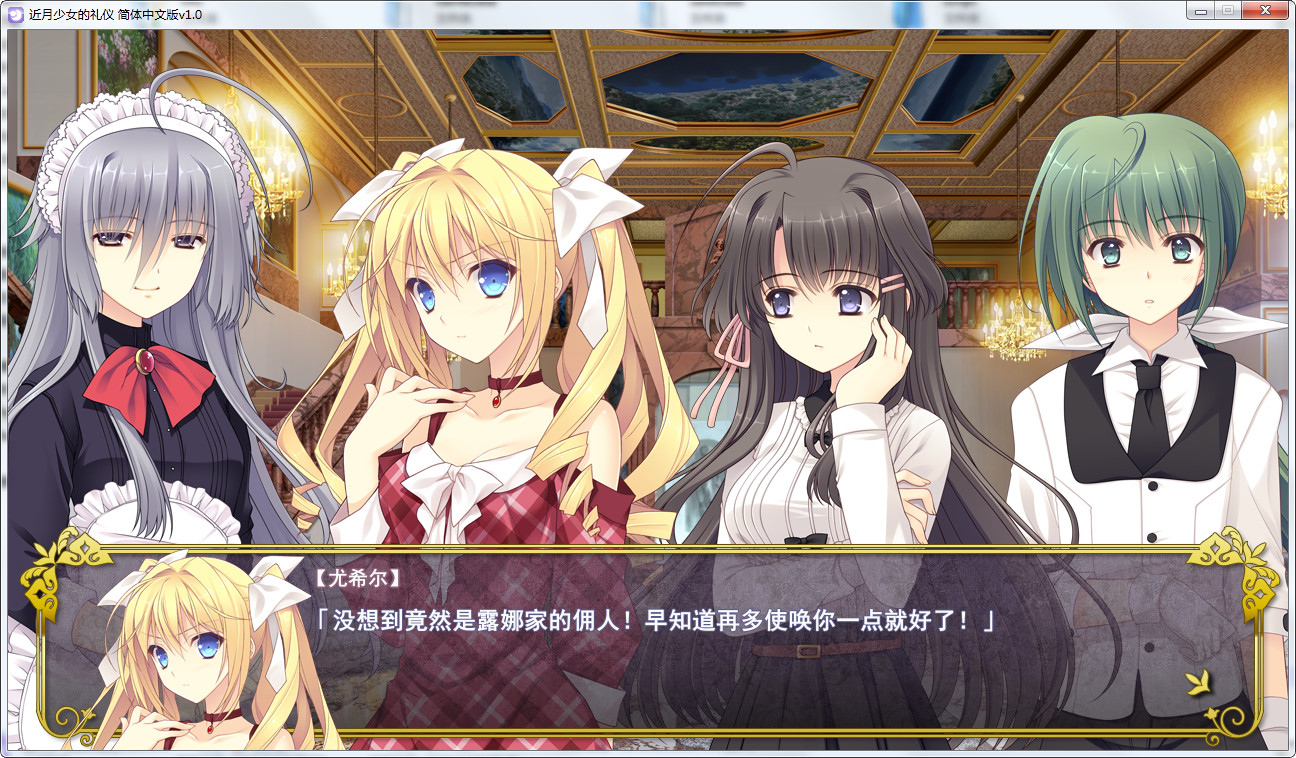 近月少女的礼仪 简体中文版v1.0
【尤希尔】
「没想到竟然是露娜家的佣人！早知道再多使唤你一点就好了！」